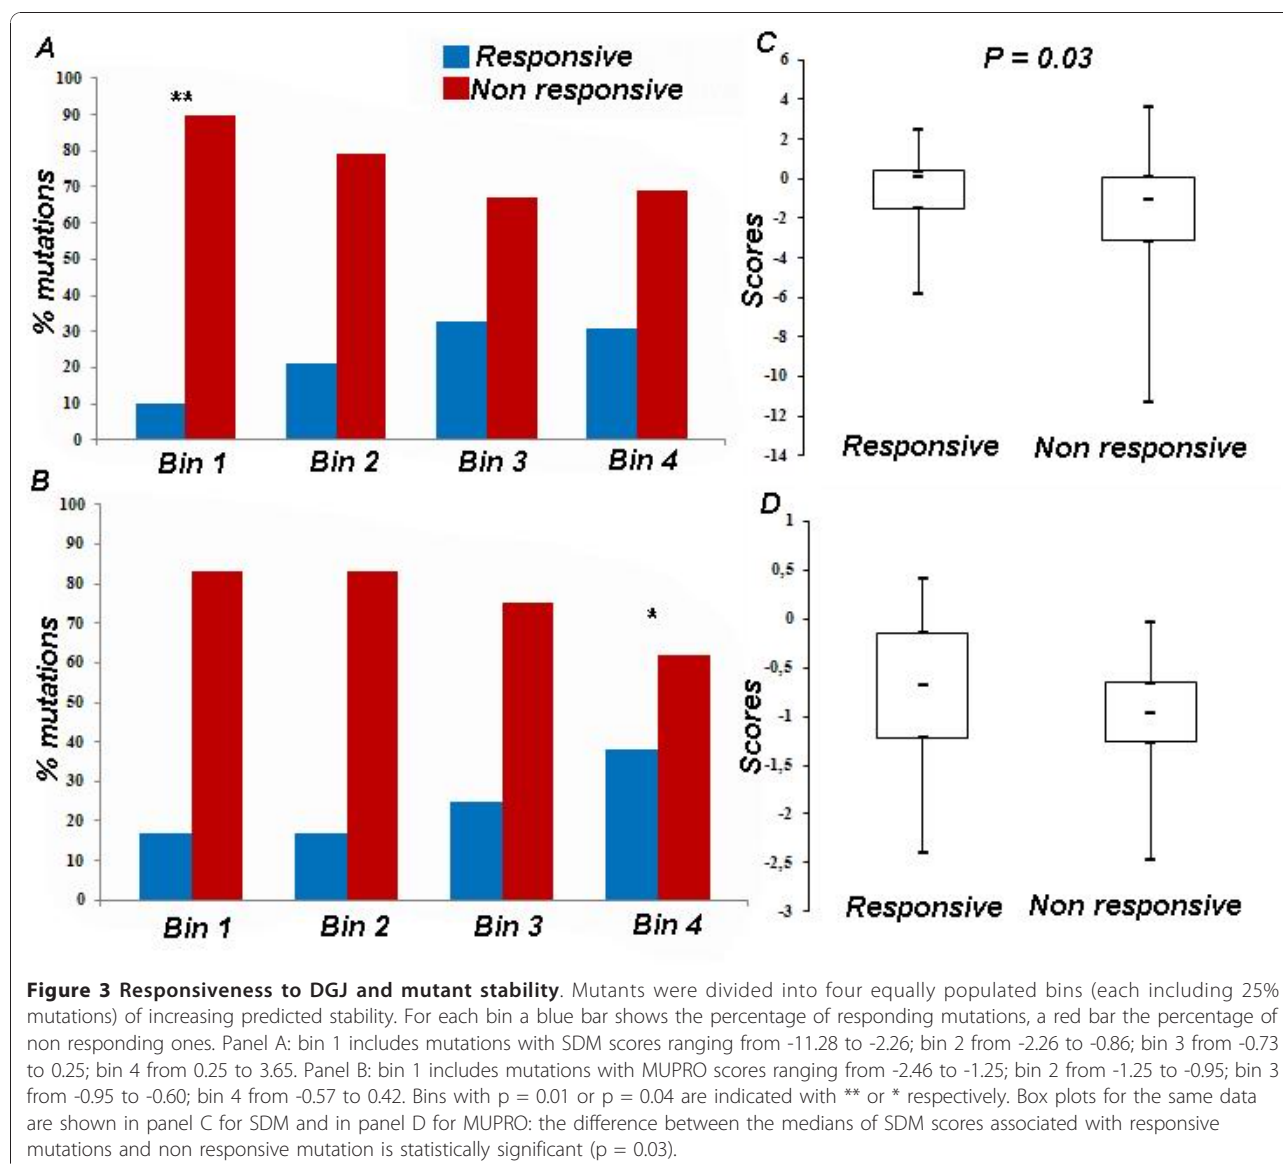 A
Responsive
Non responsive
% mutations
100
90
80
70
60
50
40
30
20
10
0
**
Bin 1 Bin 2 Bin 3 Bin 4
C
P = 0.03
Scores
6
4
2
0
-2
-4
-6
-8
-10
-12
-14
Responsive Non responsive
B
% mutations
100
90
80
70
60
50
40
30
20
10
0
*
Bin 1 Bin 2 Bin 3 Bin 4
D
Scores
1
0,5
0
-0,5
-1
-1,5
-2
-2,5
-3
Responsive Non responsive
Figure 3 Responsiveness to DGJ and mutant stability. Mutants were divided into four equally populated bins (each including 25%
mutations) of increasing predicted stability. For each bin a blue bar shows the percentage of responding mutations, a red bar the percentage of
non responding ones. Panel A: bin 1 includes mutations with SDM scores ranging from -11.28 to -2.26; bin 2 from -2.26 to -0.86; bin 3 from -0.73
to 0.25; bin 4 from 0.25 to 3.65. Panel B: bin 1 includes mutations with MUPRO scores ranging from -2.46 to -1.25; bin 2 from -1.25 to -0.95; bin 3
from -0.95 to -0.60; bin 4 from -0.57 to 0.42. Bins with p = 0.01 or p = 0.04 are indicated with ** or * respectively. Box plots for the same data
are shown in panel C for SDM and in panel D for MUPRO: the difference between the medians of SDM scores associated with responsive
mutations and non responsive mutation is statistically significant (p = 0.03).